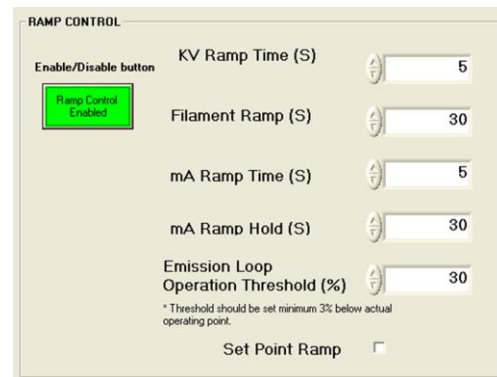 RAMP CONTROL
Enable/Disable button
Ramp Control
Enabled
KV Ramp Time (S)
5
Filament Ramp (S)
30
mA Ramp Time (S)
5
mA Ramp Hold (S)
30
Emission Loop
Operation Threshold (%)
30
* Threshold should be set minimum 3% below actual
operating point.
Set Point Ramp